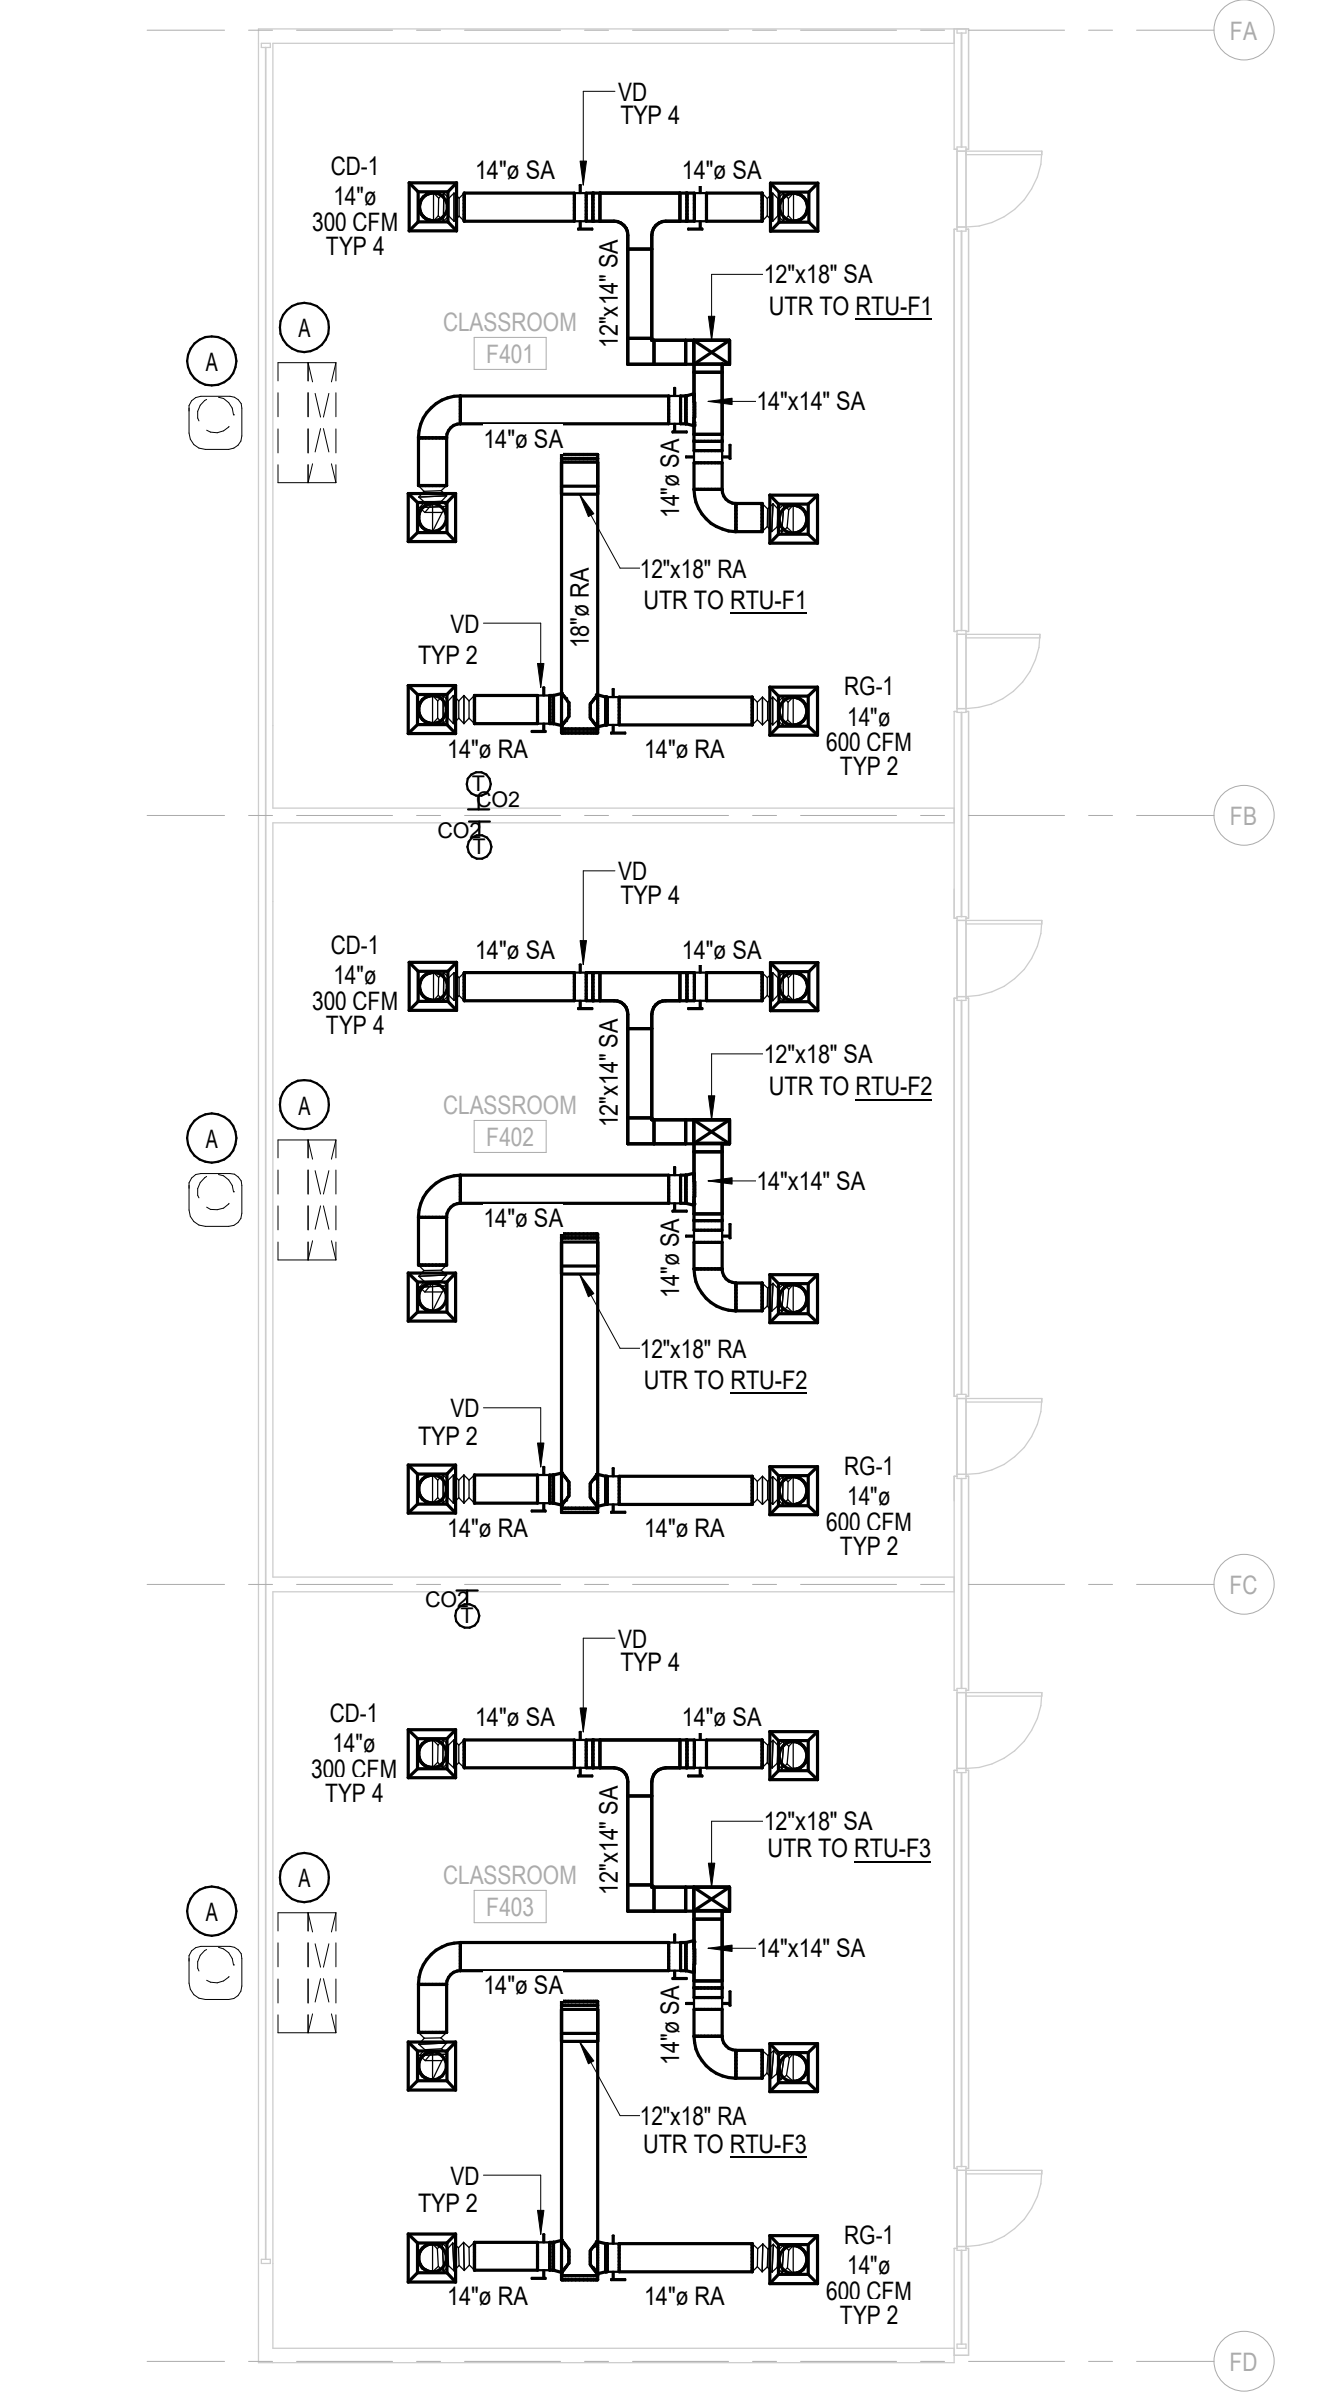 FA
VD
TYP 4
CD-1
14"ø
300 CFM
TYP 4
14"ø SA
14"ø SA
12"x14" SA
12"x18" SA
UTR TO RTU-F1
CLASSROOM
F401
A
A
14"x14" SA
14"ø SA
14"ø SA
12"x18" RA
UTR TO RTU-F1
18"ø RA
VD
TYP 2
RG-1
14"ø
600 CFM
TYP 2
14"ø RA
14"ø RA
T
CO2
FB
CO2
T
VD
TYP 4
CD-1
14"ø
300 CFM
TYP 4
14"ø SA
14"ø SA
12"x14" SA
12"x18" SA
UTR TO RTU-F2
CLASSROOM
F402
A
A
14"x14" SA
14"ø SA
14"ø SA
12"x18" RA
UTR TO RTU-F2
VD
TYP 2
RG-1
14"ø
600 CFM
TYP 2
14"ø RA
14"ø RA
FC
CO2
T
VD
TYP 4
CD-1
14"ø
300 CFM
TYP 4
14"ø SA
14"ø SA
12"x14" SA
12"x18" SA
UTR TO RTU-F3
CLASSROOM
F403
A
A
14"x14" SA
14"ø SA
14"ø SA
12"x18" RA
UTR TO RTU-F3
VD
TYP 2
RG-1
14"ø
600 CFM
TYP 2
14"ø RA
14"ø RA
FD